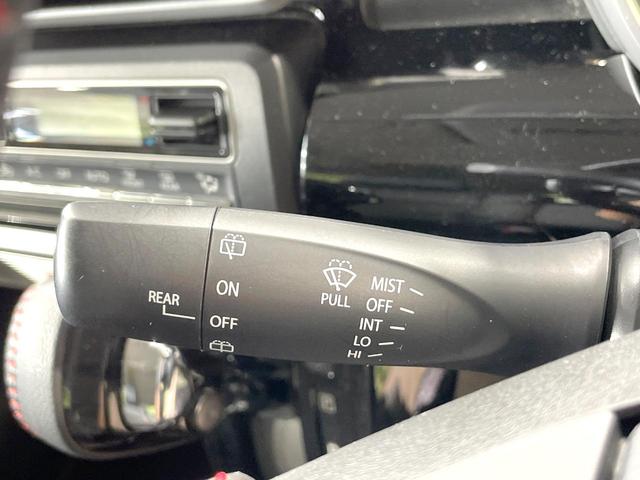 REAR
ON
OFF
PULL
MIST
OFF
INT
LO
HI